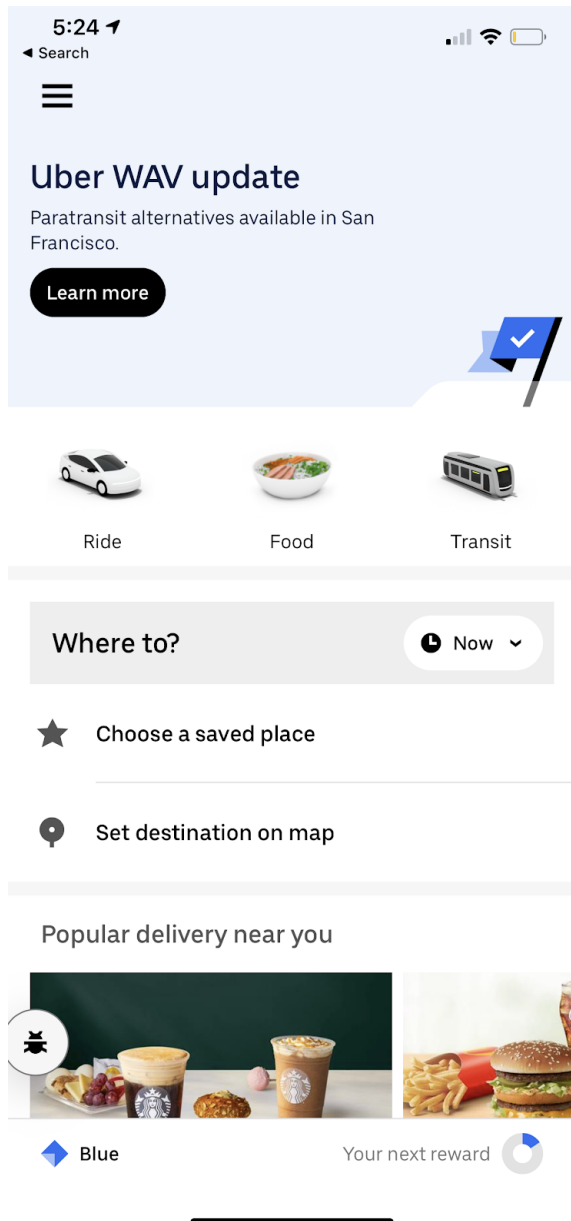 5:24
Search
Uber WAV update
Paratransit alternatives available in San
Francisco.
Learn more
Ride
Food
Transit
Where to?
Now
Choose a saved place
Set destination on map
Popular delivery near you
Blue
Your next reward